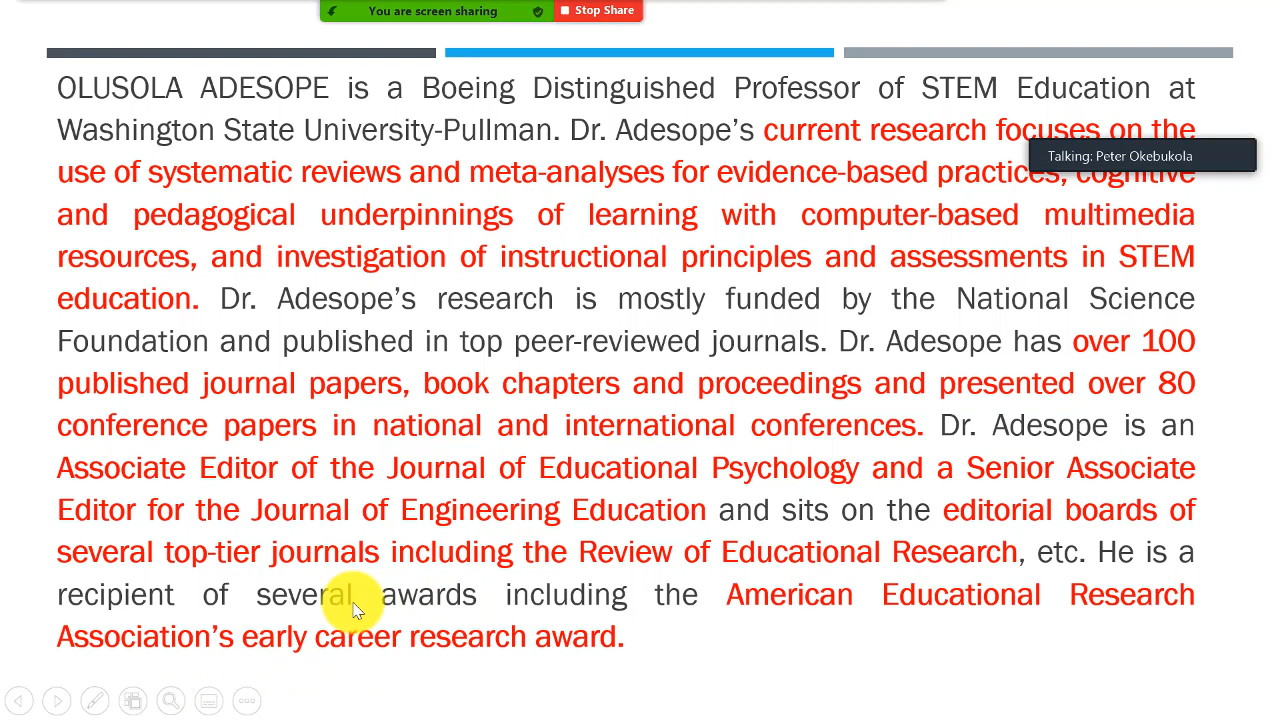 You are screen sharing
Stop Share
OLUSOLA ADESOPE is a Boeing Distinguished Professor of STEM Education at
Washington State University-Pullman. Dr. Adesope's current research focuses on the
Talking: Peter Okebukola
use of systematic reviews and meta-analyses for evidence-based practices, cognitive
and pedagogical underpinnings of learning with computer-based multimedia
resources, and investigation of instructional principles and assessments in STEM
education. Dr. Adesope's research is mostly funded by the National Science
Foundation and published in top peer-reviewed journals. Dr. Adesope has over 100
published journal papers, book chapters and proceedings and presented over 80
conference papers in national and international conferences. Dr. Adesope is an
Associate Editor of the Journal of Educational Psychology and a Senior Associate
Editor for the Journal of Engineering Education and sits on the editorial boards of
several top-tier journals including the Review of Educational Research, etc. He is a
recipient of several awards including the American Educational Research
Association's early career research award.